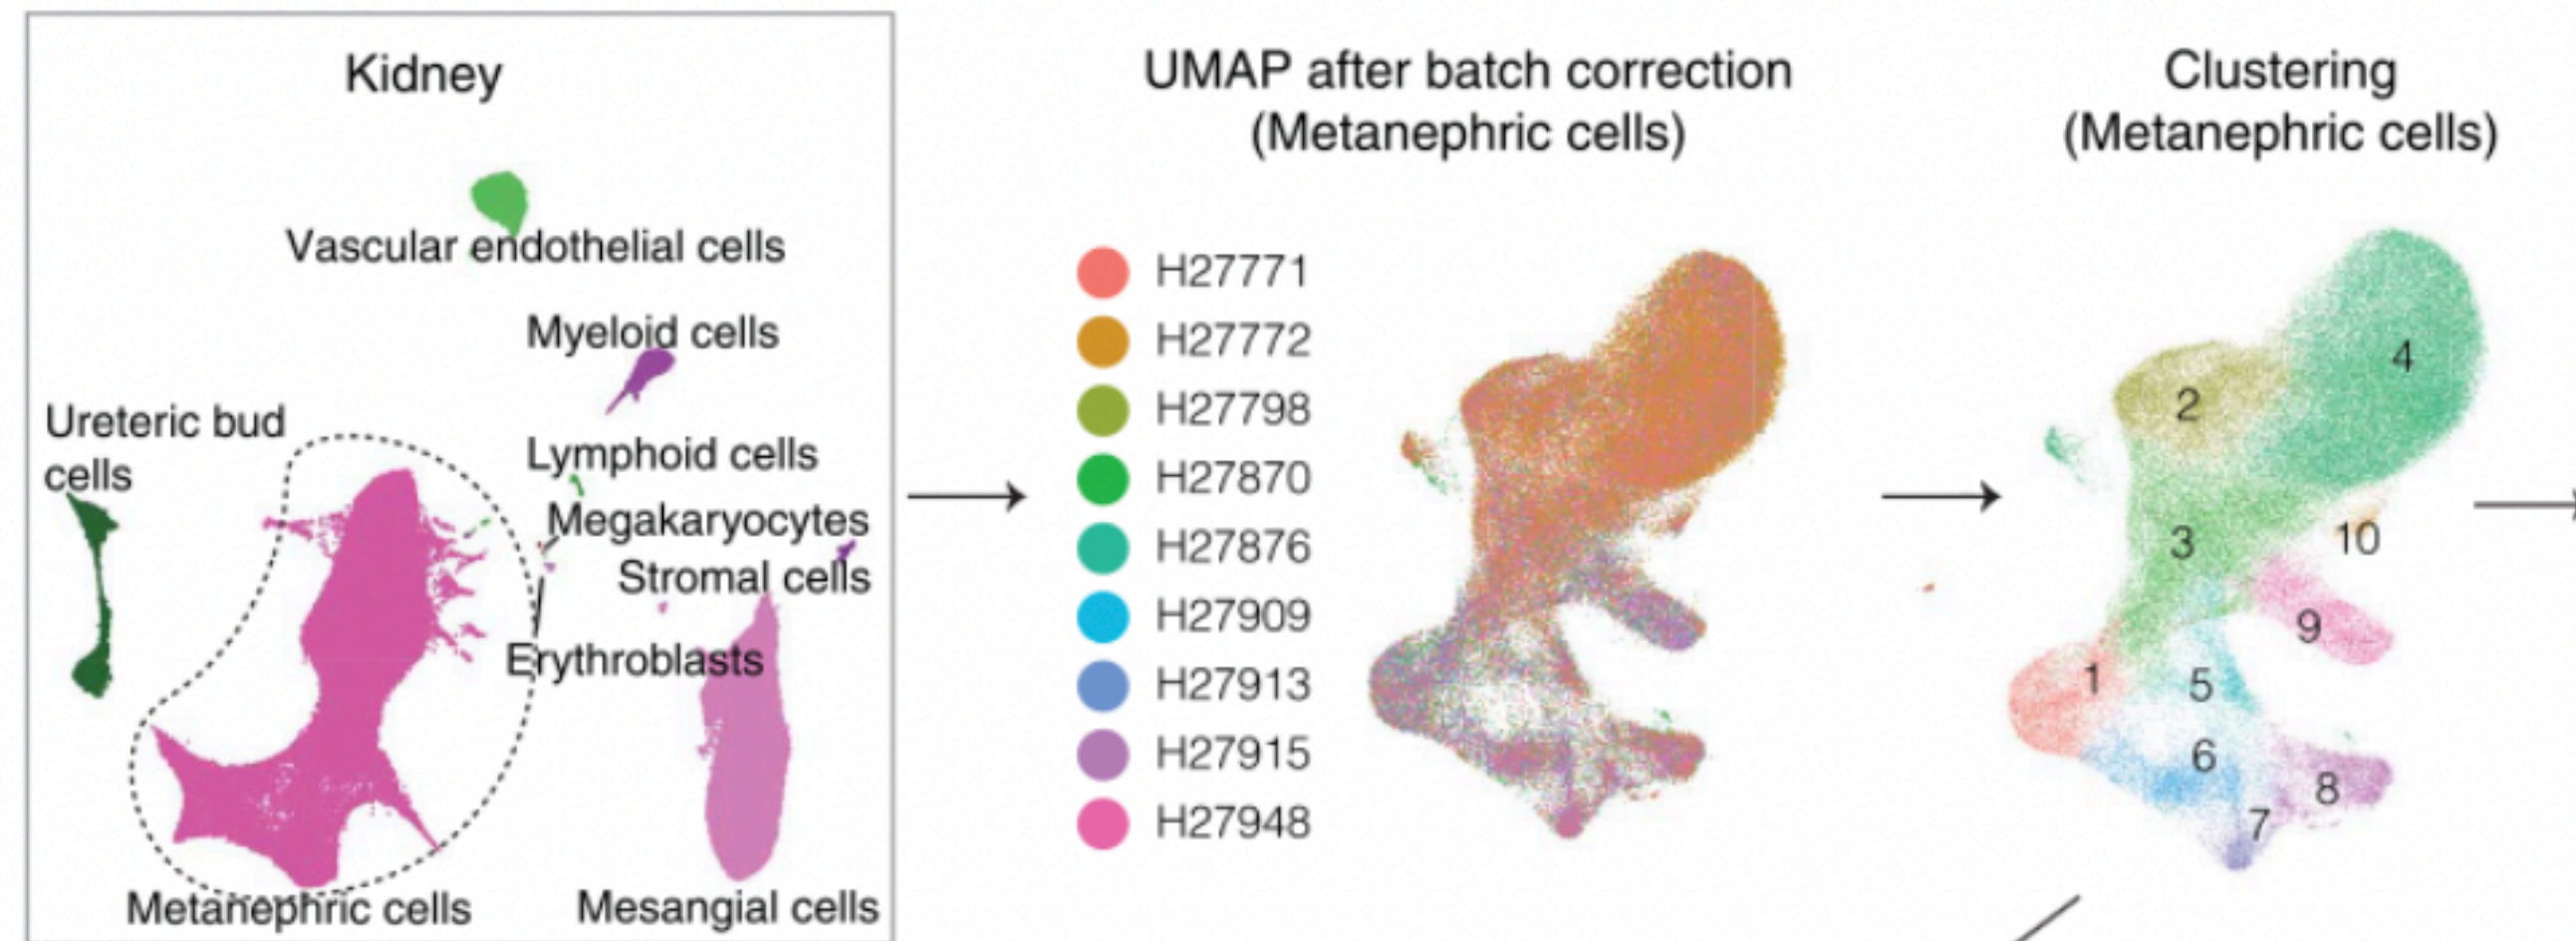 Kidney
Vascular endothelial cells
Myeloid cells
Ureteric bud
cells
Lymphoid cells
Megakaryocytes
Stromal cells
Erythroblasts
Metanephric cells
Mesangial cells
UMAP after batch correction
(Metanephric cells)
H27771
H27772
H27798
H27870
H27876
H27909
H27913
H27915
H27948
Clustering
(Metanephric cells)
4
2
3
10
9
1
5
6
8
7